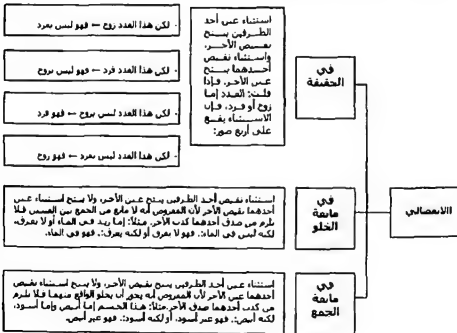 الانفصالي
في
الحقيقة
استثناء عين أحد
الطرفين ينتج
نقيض الآخر،
واستثناء نقيض
أحدهما ينتج
عين الآخر، فإذا
قلت: العدد إما
زوج أو فرد، فإن
الاستثناء يقع
على أربع صور:
لكن هذا العدد زوج ← فهو ليس بفرد
لكن هذا العدد فرد ← فهو ليس بزوج
لكن هذا العدد ليس بزوج ← فهو فرد
لكن هذا العدد ليس بفرد ← فهو زوج
في
مانعة
الخلو
استثناء نقيض أحد الطرفين ينتج عين الآخر، ولا ينتج استثناء عين
أحدهما نقيض الآخر لأن المفروض أنه لا مانع من الجمع بين العينين فلا
يلزم من صدق أحدهما كذب الآخر. مثلا: إما زيد في الماء أو لا يغرق،
لكنه ليس في الماء∴ فهو لا يغرق أو لكنه يغرق∴ فهو في الماء.
في
مانعة
الجمع
استثناء عين أحد الطرفين ينتج نقيض الآخر، ولا ينتج استثناء نقيض
أحدهما عين الآخر لأن المفروض أنه يجوز أن يخلو الواقع منهما فلا يلزم
من كذب أحدهما صدق الآخر مثلا: هذا الجسم إما أبيض وإما أسود،
لكنه أبيض∴ فهو غير أسود، أو لكنه أسود∴ فهو غير أبيض.